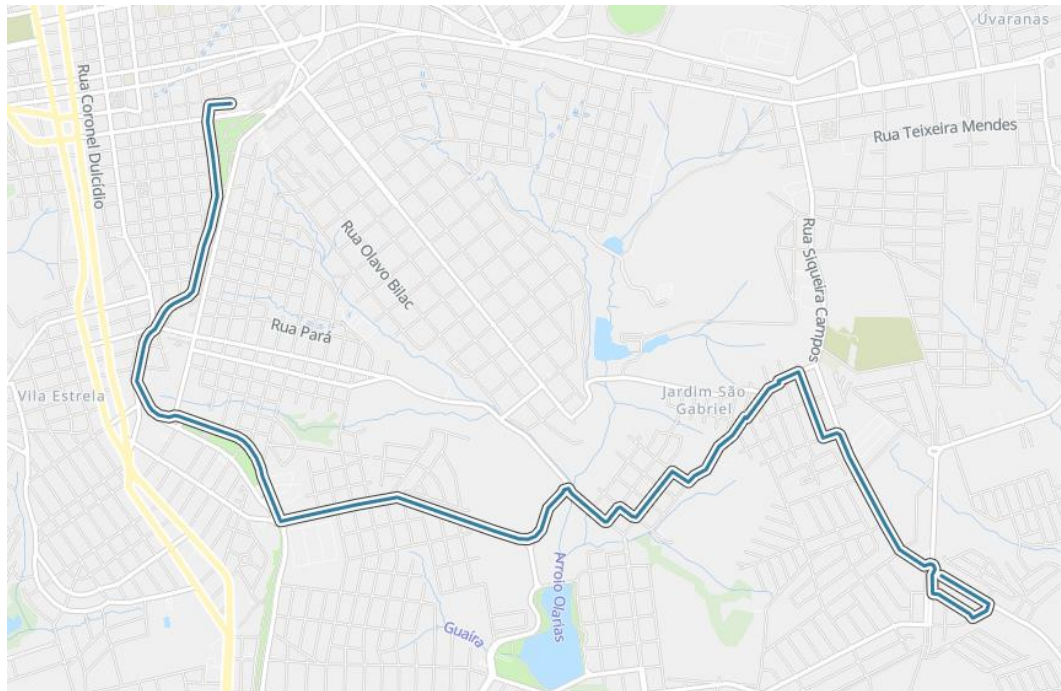 Uvaranas
Rua Coronel Dulcídio
Rua Teixeira Mendes
Rua Olavo Bilac
Rua Siqueira Campos
Rua Pará
Vila Estrela
Jardim São
Gabriel
Arroio Olarias
Guaíra